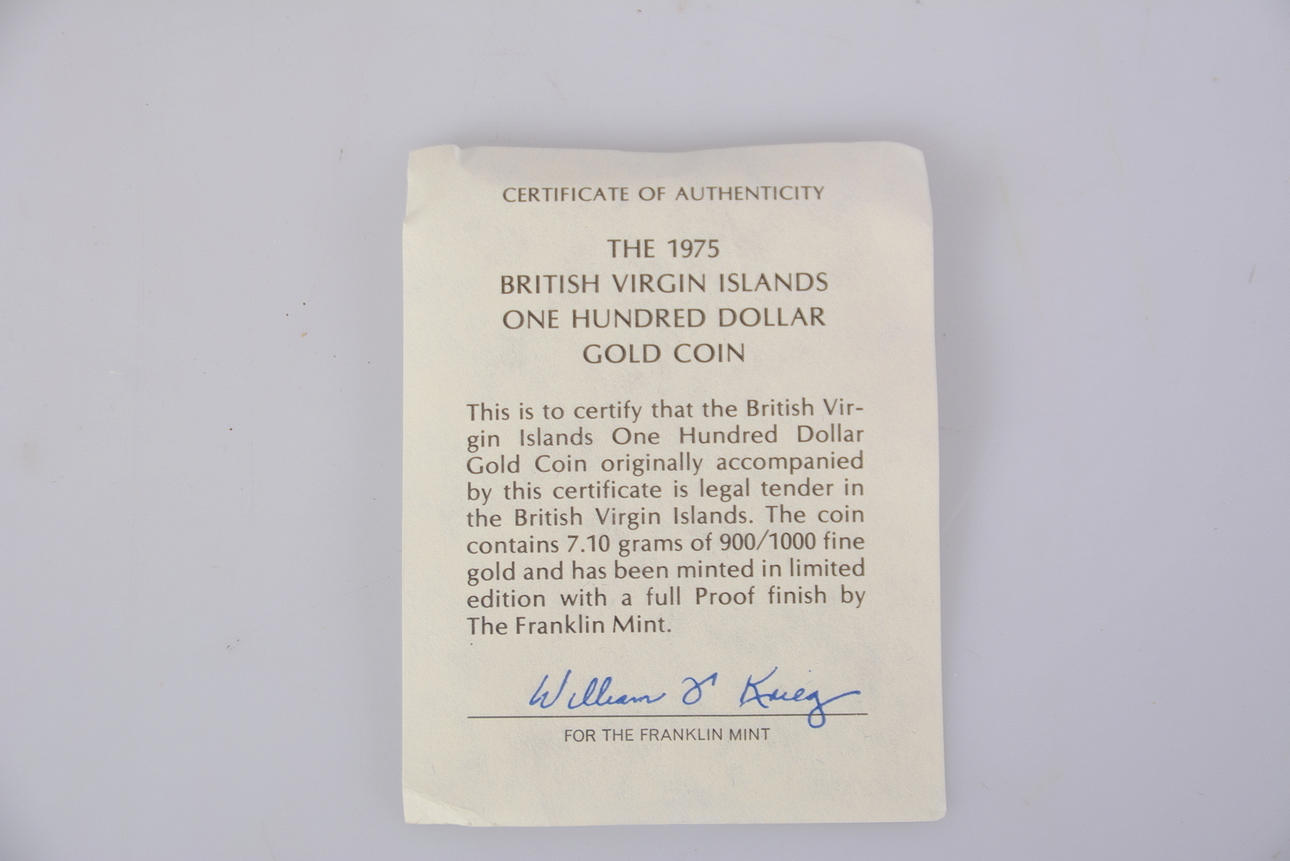 CERTIFICATE OF AUTHENTICITY
THE 1975
BRITISH VIRGIN ISLANDS
ONE HUNDRED DOLLAR
GOLD COIN
This is to certify that the British Vir-
gin Islands One Hundred Dollar
Gold Coin originally accompanied
by this certificate is legal tender in
the British Virgin Islands. The coin
contains 7.10 grams of 900/1000 fine
gold and has been minted in limited
edition with a full Proof finish by
The Franklin Mint.
William Krieg
FOR THE FRANKLIN MINT